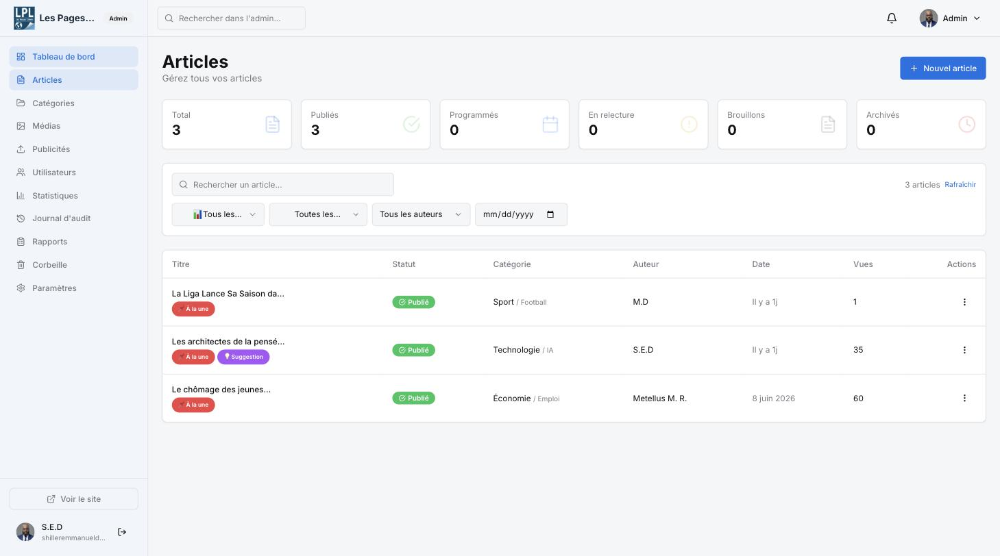 LPL
Les Pages...
Admin
Rechercher dans l'admin...
Admin
Tableau de bord
Articles
Catégories
Médias
Publicités
Utilisateurs
Statistiques
Journal d'audit
Rapports
Corbeille
Paramètres
Voir le site
S.E.D
shilleremmanueld...
Articles
Gérez tous vos articles
Nouvel article
Total
3
Publiés
3
Programmés
0
En relecture
0
Brouillons
0
Archivés
0
Rechercher un article...
3 articles Rafraîchir
Tous les... Toutes les... Tous les auteurs mm/dd/yyyy
Titre Statut Catégorie Auteur Date Vues Actions
La Liga Lance Sa Saison da...
À la une
Publié
Sport / Football
M.D
Il y a 1j
1
Les architectes de la pensé...
À la une Suggestion
Publié
Technologie / IA
S.E.D
Il y a 1j
35
Le chômage des jeunes...
À la une
Publié
Économie / Emploi
Metellus M. R.
8 juin 2026
60